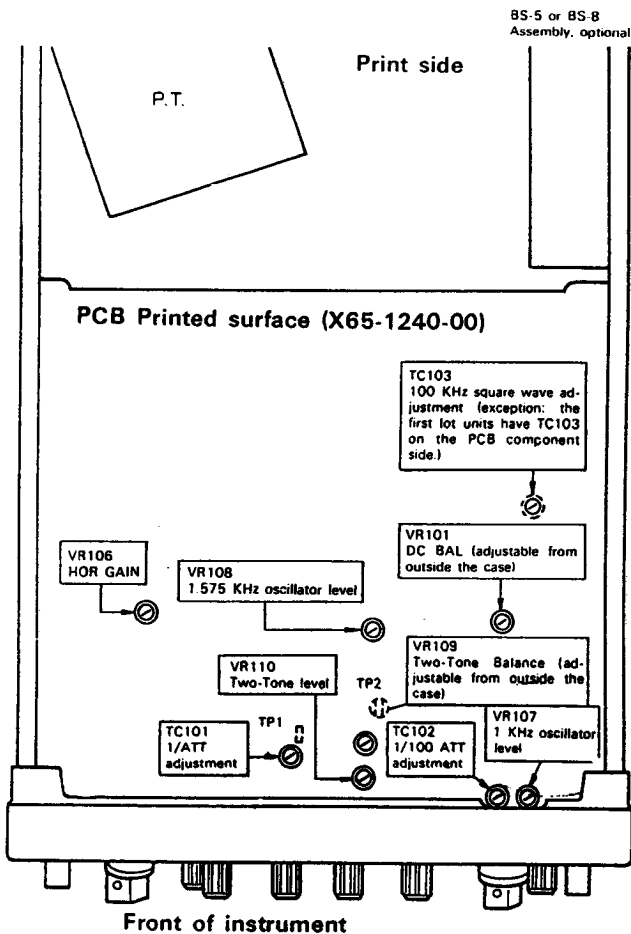 BS-5 or BS-8
Assembly, optional
Print side
P.T.
PCB Printed surface (X65-1240-00)
TC103
100 KHz square wave ad-
justment (exception: the
first lot units have TC103
on the PCB component
side.)
VR101
DC BAL (adjustable from
outside the case)
VR106
HOR GAIN
VR108
1.575 KHz oscillator level
VR109
Two-Tone Balance (ad-
justable from outside the
case)
VR110
Two-Tone level
TP2
VR107
1 KHz oscillator
level
TC101
1/ATT
adjustment
TP1
TC102
1/100 ATT
adjustment
Front of instrument